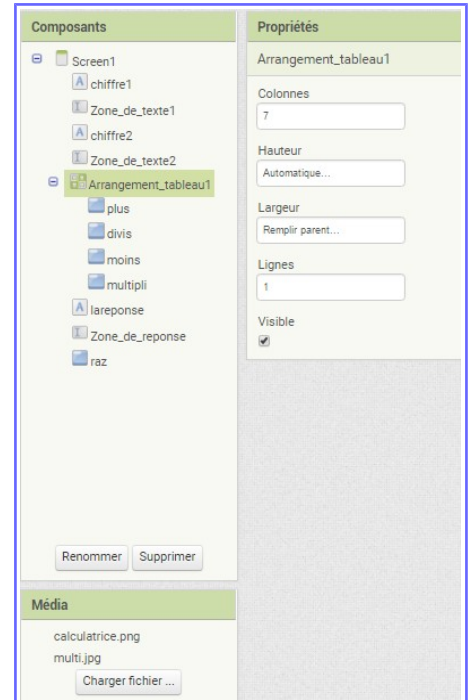 Composants
Screen1
A chiffre1
Zone_de_texte1
A chiffre2
Zone_de_texte2
Arrangement_tableau1
plus
divis
moins
multipli
A lareponse
Zone_de_reponse
raz
Renommer Supprimer
Média
calculatrice.png
multi.jpg
Charger fichier ...
Propriétés
Arrangement_tableau1
Colonnes
7
Hauteur
Automatique...
Largeur
Remplir parent...
Lignes
1
Visible